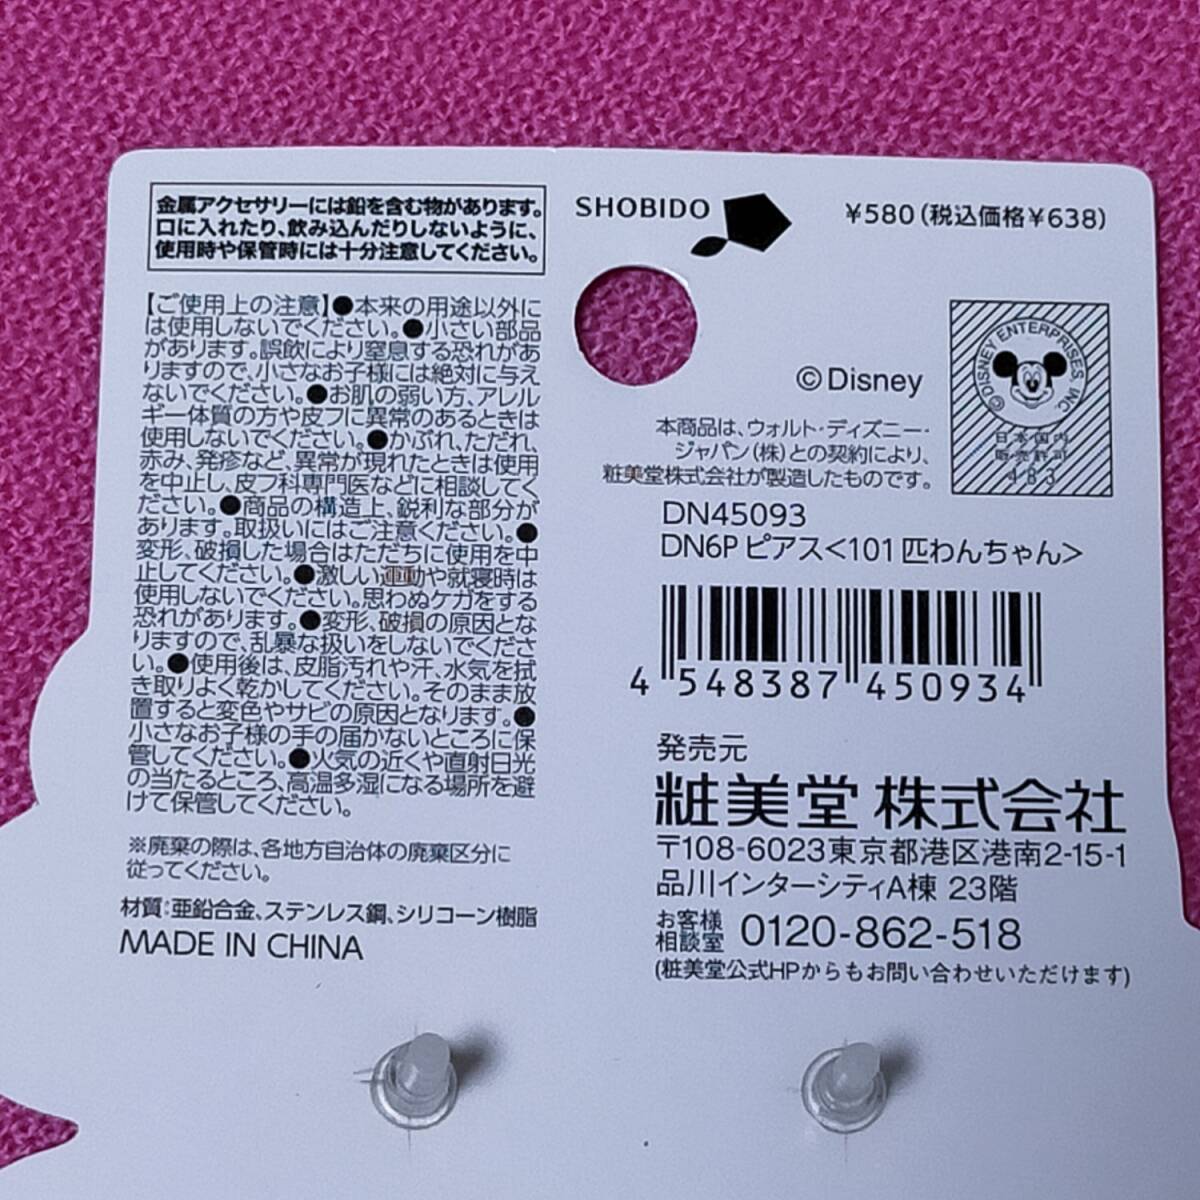 金属アクセサリーには鉛を含む物があります。
口に入れたり、飲み込んだりしないように、
使用時や保管時には十分注意してください。
【ご使用上の注意】●本来の用途以外に
は使用しないでください。●小さい部品
があります。誤飲により窒息する恐れがあ
りますので、小さなお子様には絶対に与え
ないでください。●お肌の弱い方、アレル
ギー体質の方や皮フに異常のあるときは
使用しないでください。●かぶれ、ただれ、
赤み、発疹など、異常が現れたときは使用
を中止し、皮フ科専門医などに相談してく
ださい。●商品の構造上、鋭利な部分が
あります。取扱いにはご注意ください。●
変形、破損した場合はただちに使用を中
止してください。●激しい運動や就寝時は
使用しないでください。思わぬケガをする
恐れがあります。●変形、破損の原因とな
りますので、乱暴な扱いをしないでくださ
い。●使用後は、皮脂汚れや汗、水気を拭
き取りよく乾かしてください。そのまま放
置すると変色やサビの原因となります。●
小さなお子様の手の届かないところに保
管してください。●火気の近くや直射日光
の当たるところ、高温多湿になる場所を避
けて保管してください。
※廃棄の際は、各地方自治体の廃棄区分に
従ってください。
材質:亜鉛合金、ステンレス鋼、シリコーン樹脂
MADE IN CHINA
SHOBIDO
¥580(税込価格¥638)
©Disney
©DISNEY ENTERPRISES, INC.
日本国内
販売許可
483
本商品は、ウォルト・ディズニー・
ジャパン(株)との契約により、
粧美堂株式会社が製造したものです。
DN45093
DN6P ピアス<101匹わんちゃん>
4 548387 450934
発売元
粧美堂 株式会社
〒108-6023東京都港区港南2-15-1
品川インターシティA棟 23階
お客様
相談室 0120-862-518
(粧美堂公式HPからもお問い合わせいただけます)